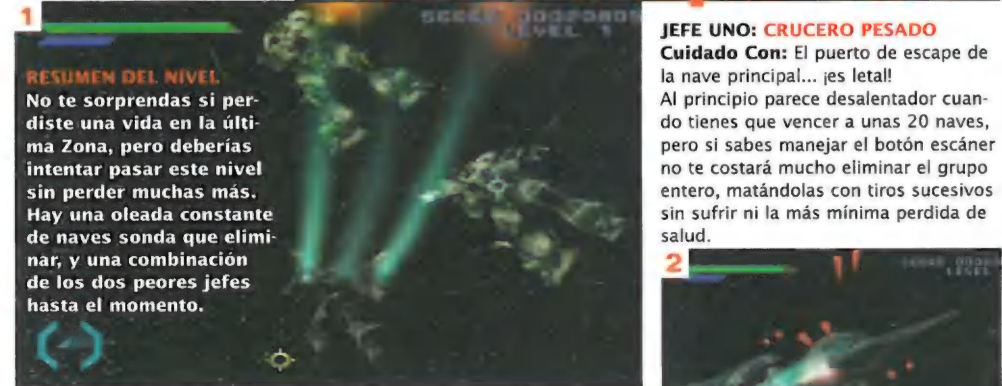 1
RESUMEN DEL NIVEL
No te sorprendas si per-
diste una vida en la últi-
ma Zona, pero deberías
intentar pasar este nivel
sin perder muchas más.
Hay una oleada constante
de naves sonda que elimi-
nar, y una combinación
de los dos peores jefes
hasta el momento.
LEVEL 1
JEFE UNO: CRUCERO PESADO
Cuidado Con: El puerto de escape de
la nave principal... ¡es letal!
Al principio parece desalentador cuan-
do tienes que vencer a unas 20 naves,
pero si sabes manejar el botón escáner
no te costará mucho eliminar el grupo
entero, matándolas con tiros sucesivos
sin sufrir ni la más mínima perdida de
salud.
2